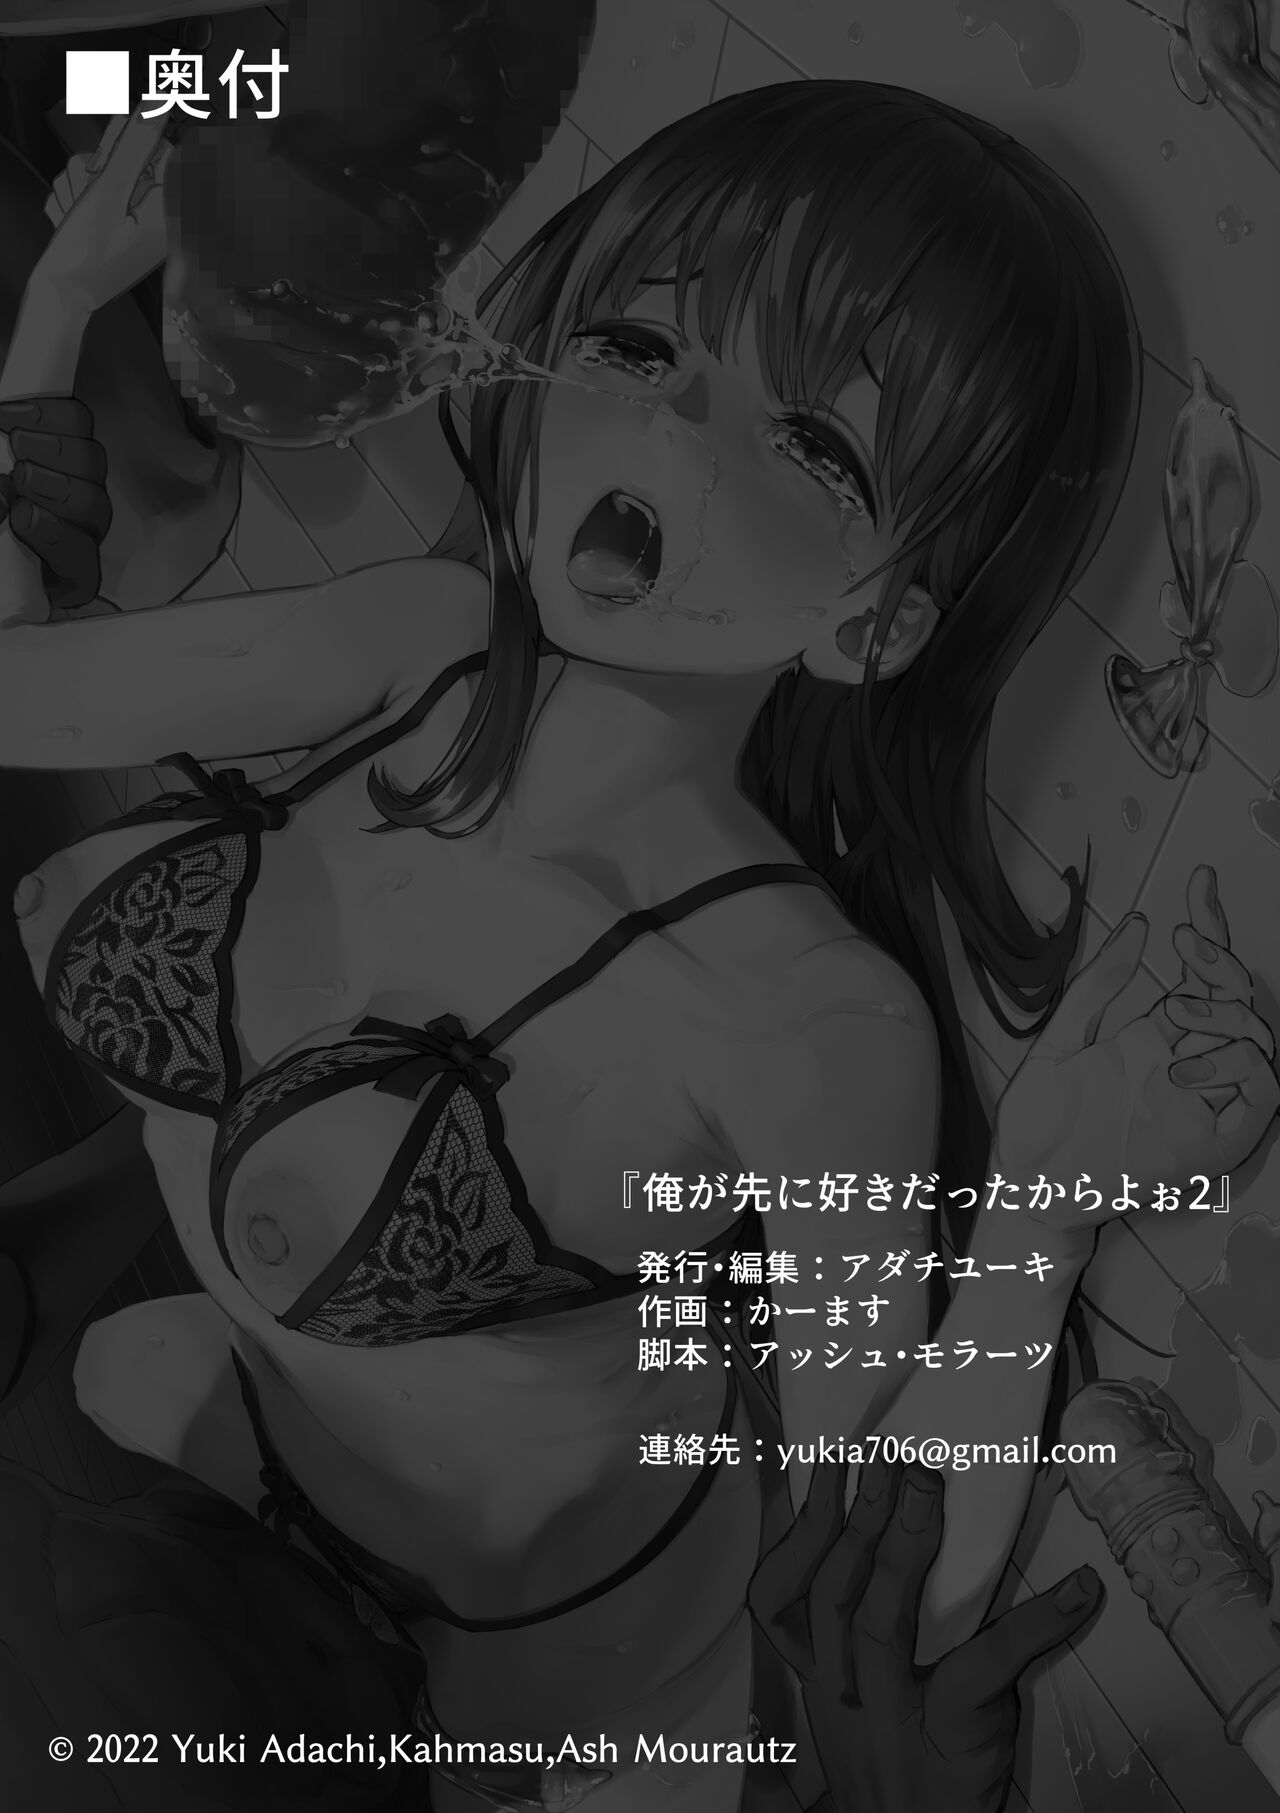 ■奥付
『俺が先に好きだったからよぉ2』
発行・編集：アダチユーキ
作画：かーます
脚本：アッシュ・モラーツ
連絡先：yukia706@gmail.com
© 2022 Yuki Adachi,Kahmasu,Ash Mourautz